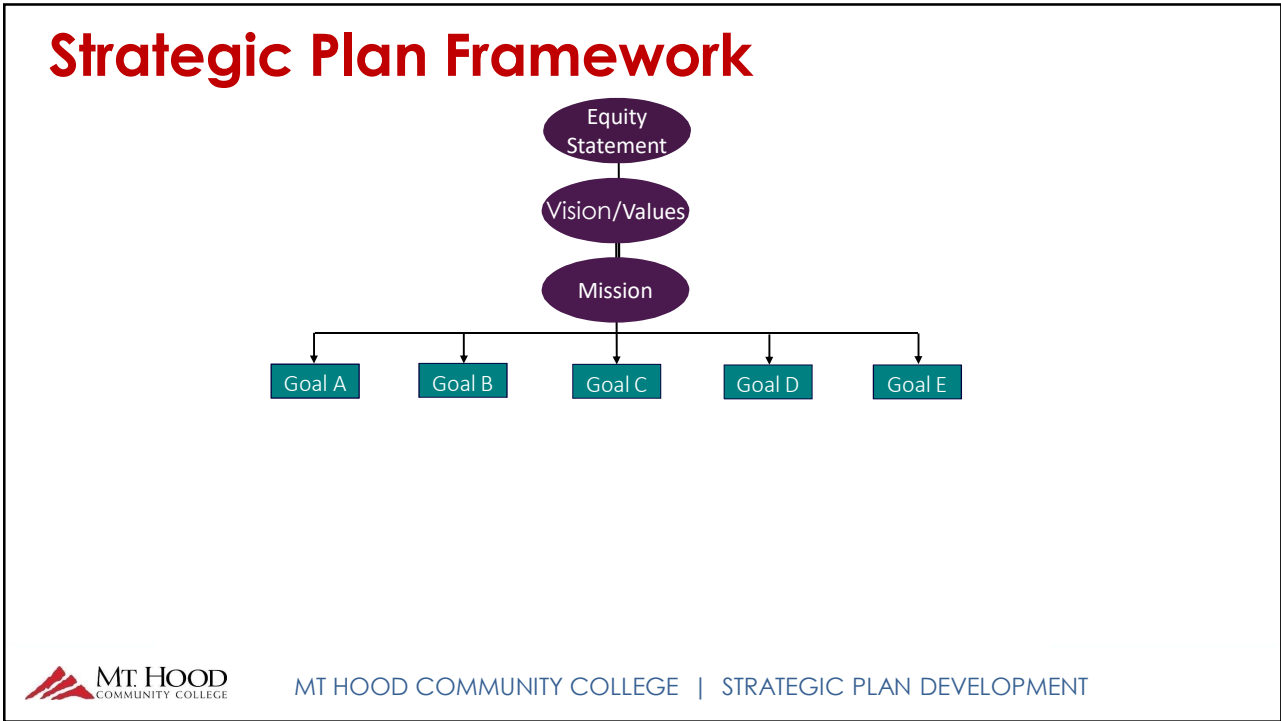 Strategic Plan Framework
Equity
Statement
Vision/Values
Mission
Goal A
Goal B
Goal C
Goal D
Goal E
MT. HOOD
COMMUNITY COLLEGE
MT HOOD COMMUNITY COLLEGE | STRATEGIC PLAN DEVELOPMENT